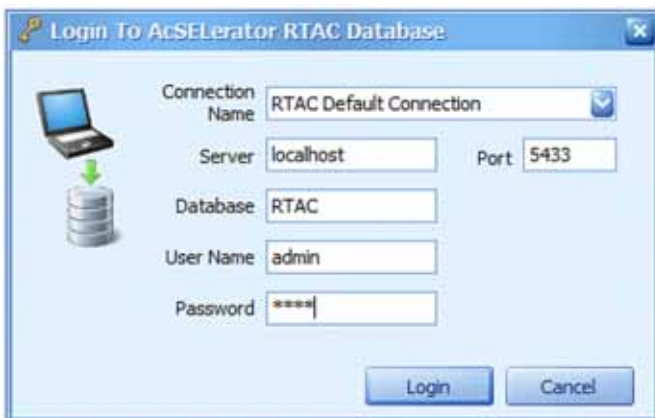 Login To AcSELerator RTAC Database
Connection Name RTAC Default Connection
Server localhost Port 5433
Database RTAC
User Name admin
Password ****
Login Cancel